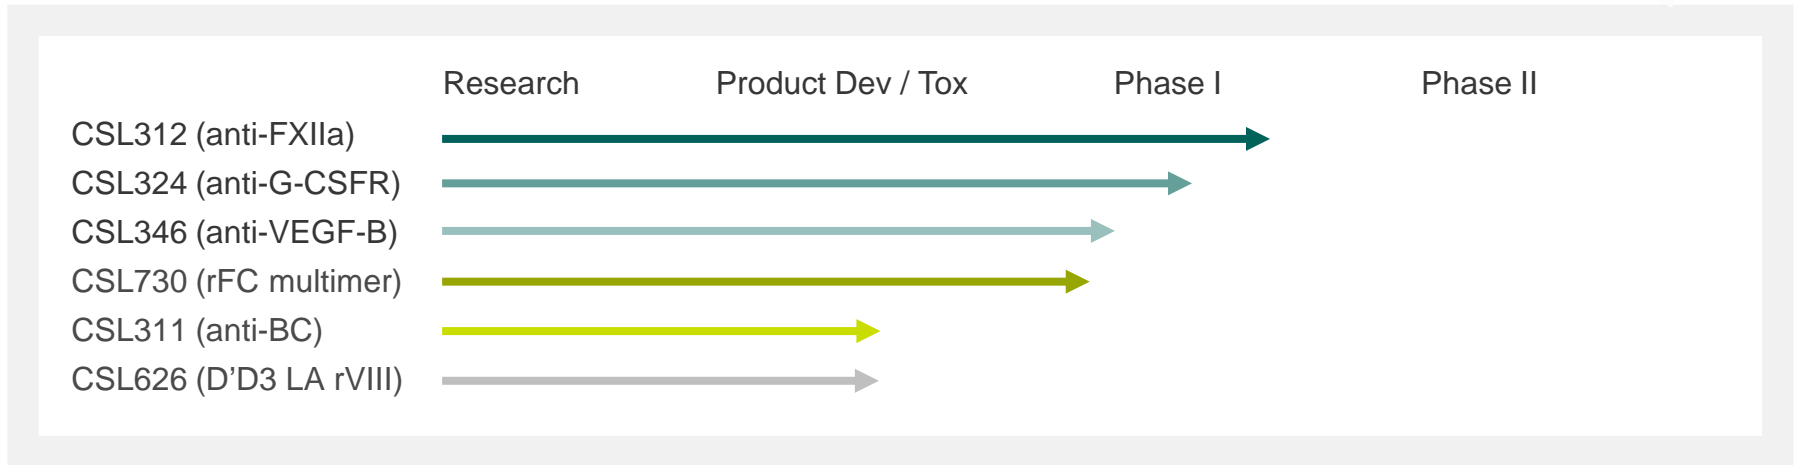 Research Product Dev / Tox Phase I Phase II
CSL312 (anti-FXIIa)
CSL324 (anti-G-CSFR)
CSL346 (anti-VEGF-B)
CSL730 (rFC multimer)
CSL311 (anti-BC)
CSL626 (D’D3 LA rVIII)